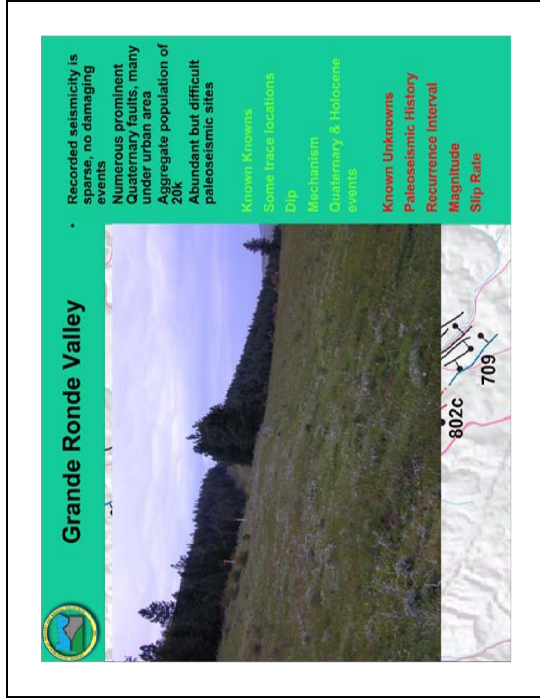 Grande Ronde Valley
• Recorded seismicity is
sparse, no damaging
events
Numerous prominent
Quaternary faults, many
under urban area
Aggregate population of
20k
Abundant but difficult
paleoseismic sites
Known Knowns
Some trace locations
Dip
Mechanism
Quaternary & Holocene
events
Known Unknowns
Paleoseismic History
Recurrence Interval
Magnitude
Slip Rate
802c
709